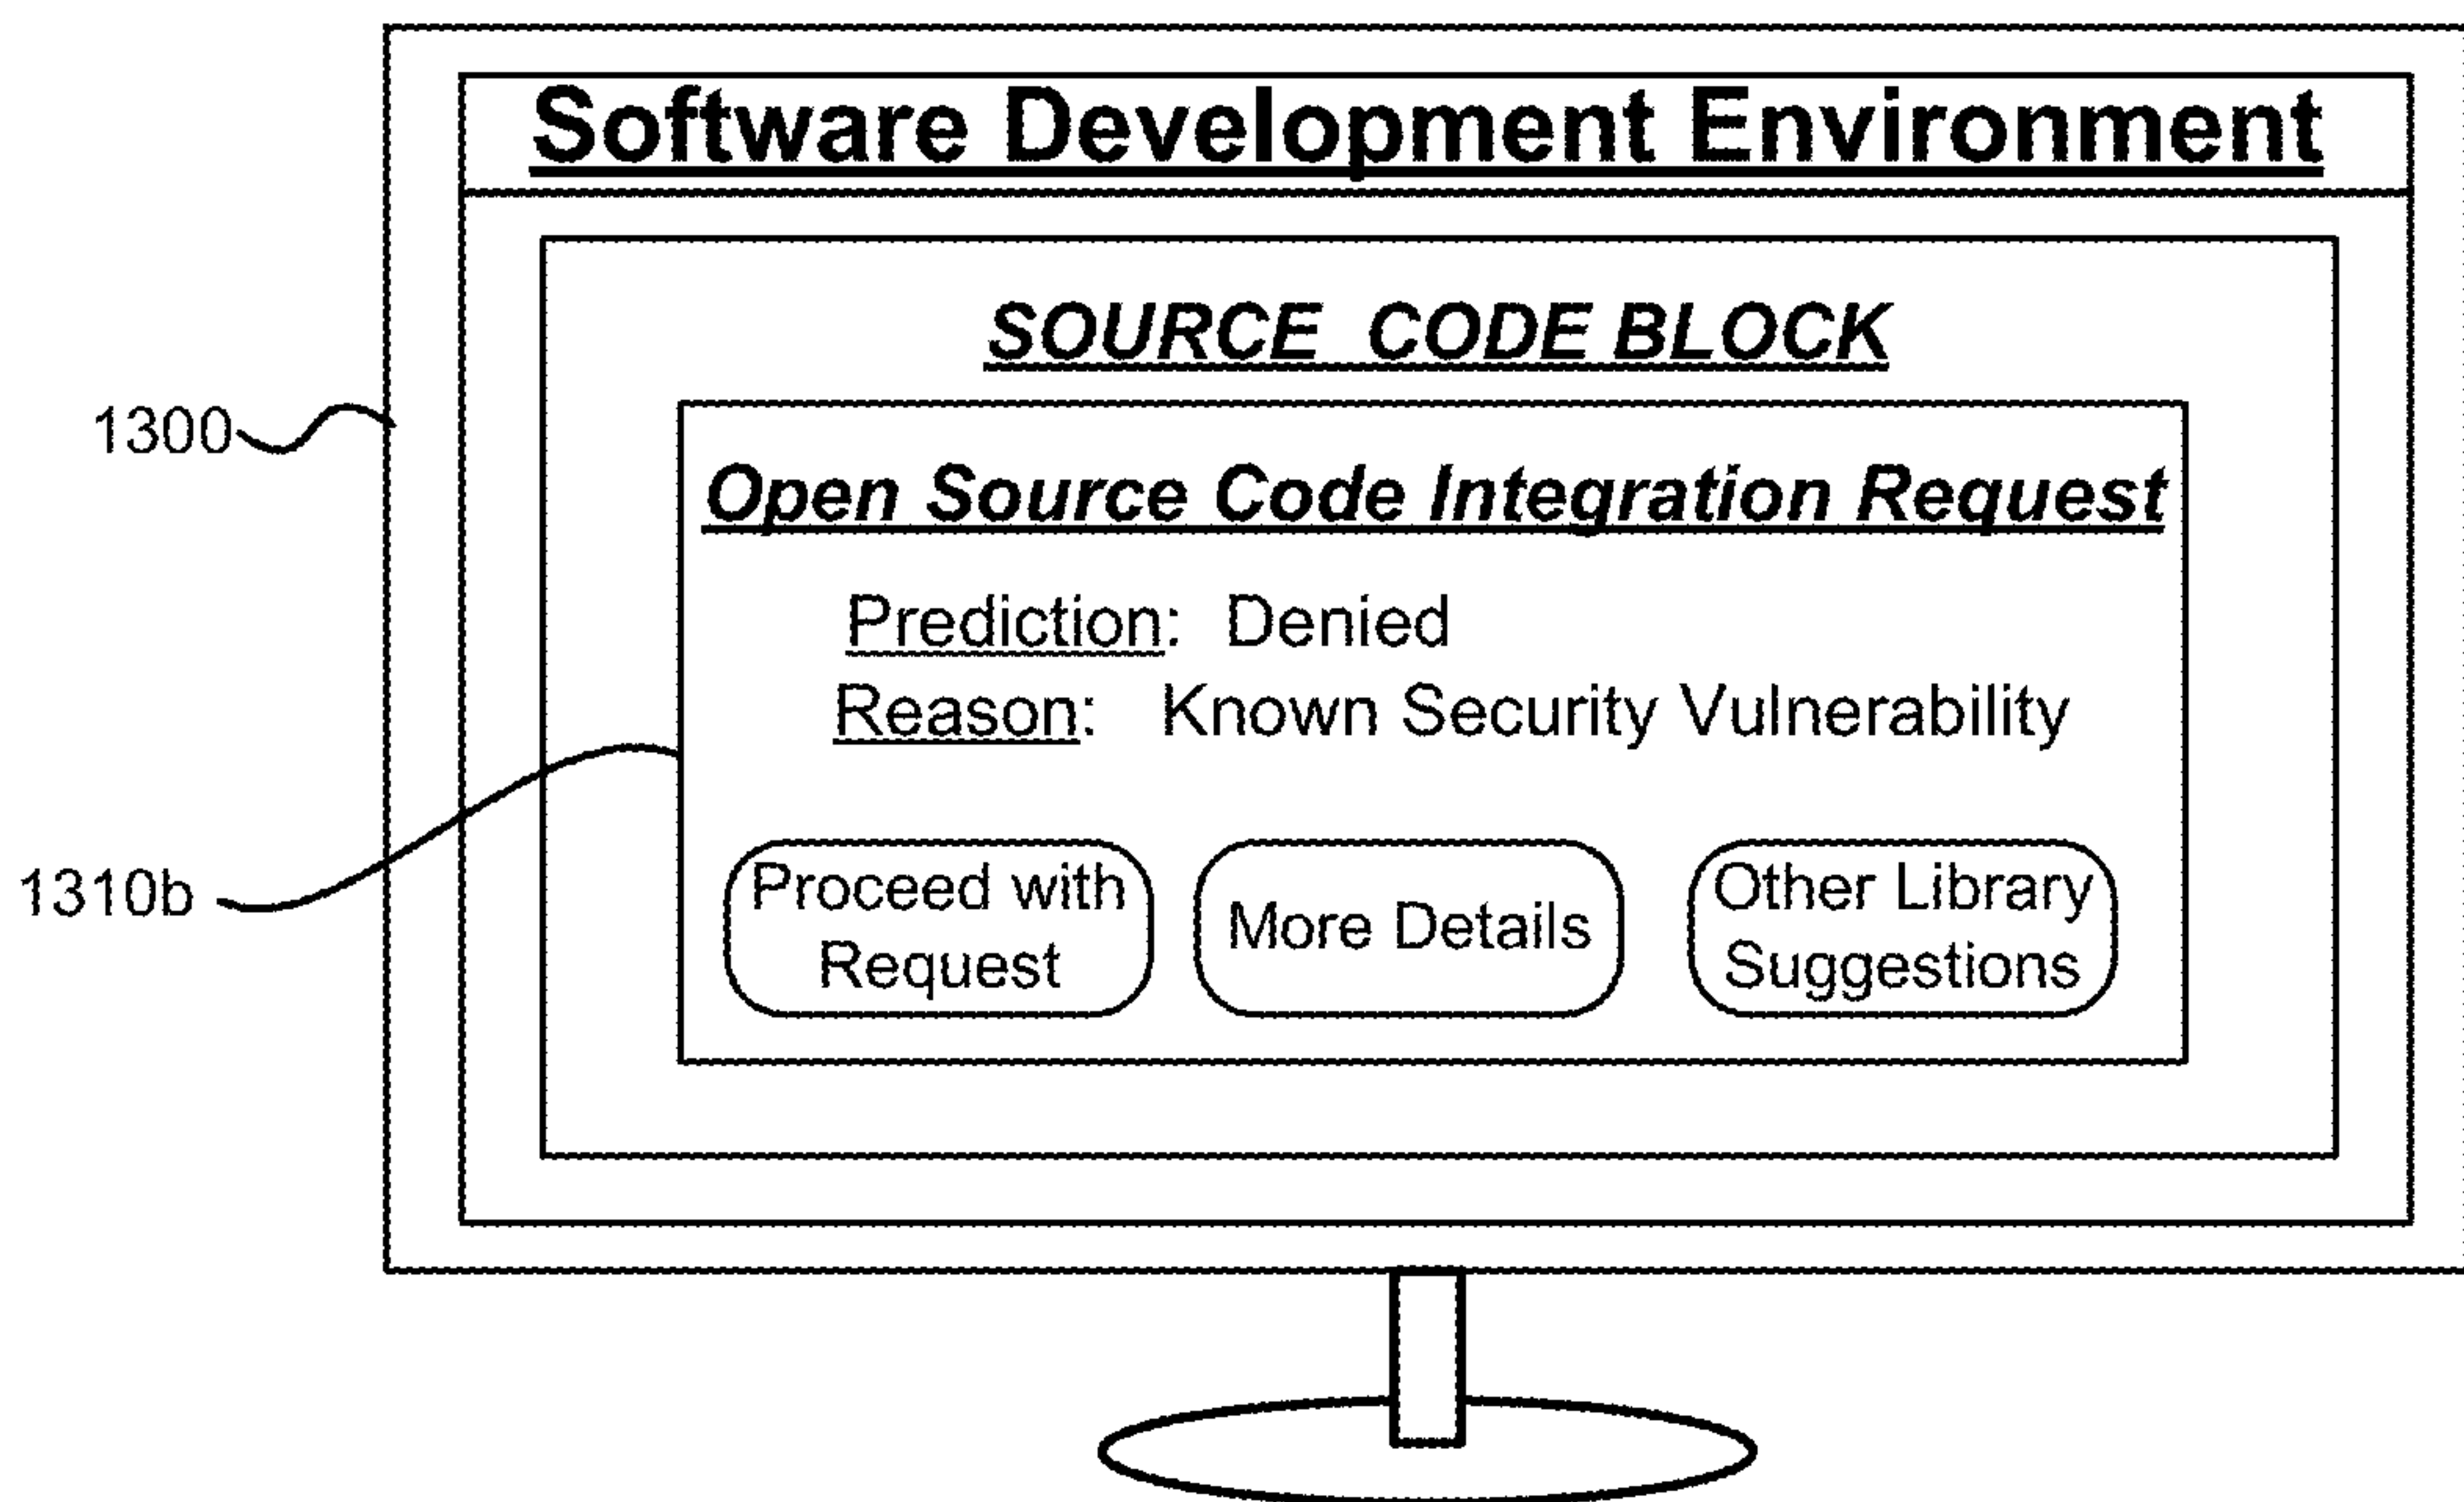 Software Development Environment
SOURCE CODE BLOCK
1300
Open Source Code Integration Request
Prediction: Denied
Reason: Known Security Vulnerability
1310b
Proceed with
Request
More Details
Other Library
Suggestions